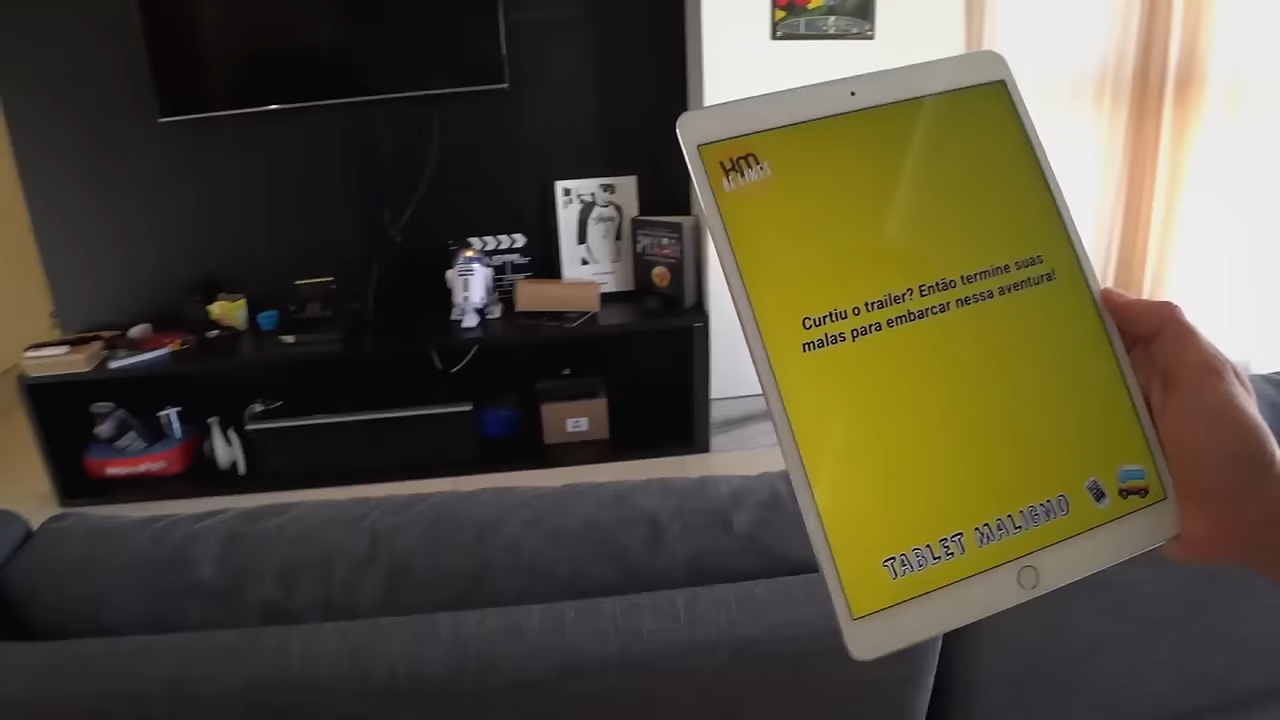 Curtiu o trailer? Então termine suas
malas para embarcar nessa aventura!
TABLET MALIGNO